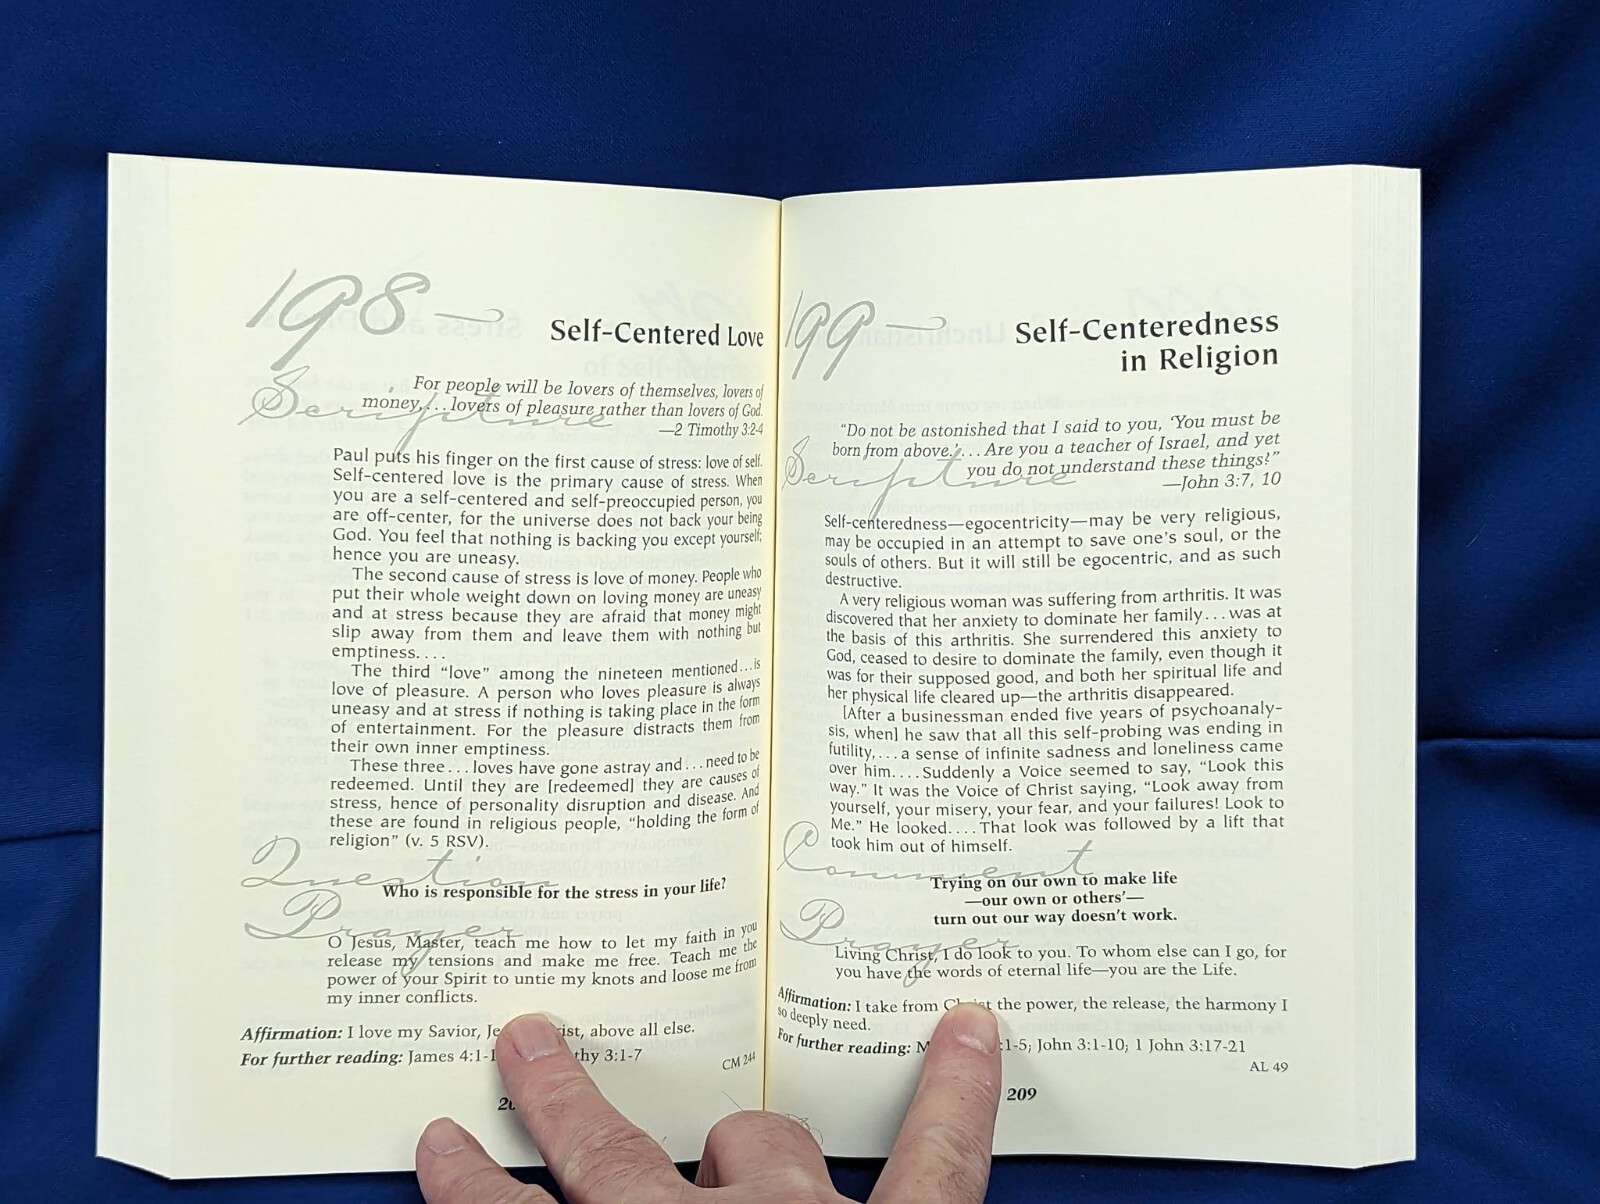 198
Self-Centered Love
Scripture
For people will be lovers of themselves, lovers of
money,...lovers of pleasure rather than lovers of God.
—2 Timothy 3:2-4
Paul puts his finger on the first cause of stress: love of self.
Self-centered love is the primary cause of stress. When
you are a self-centered and self-preoccupied person, you
are off-center, for the universe does not back your being
God. You feel that nothing is backing you except yourself;
hence you are uneasy.
The second cause of stress is love of money. People who
put their whole weight down on loving money are uneasy
and at stress because they are afraid that money might
slip away from them and leave them with nothing but
emptiness....
The third “love” among the nineteen mentioned...is
love of pleasure. A person who loves pleasure is always
uneasy and at stress if nothing is taking place in the form
of entertainment. For the pleasure distracts them from
their own inner emptiness.
These three...loves have gone astray and...need to be
redeemed. Until they are [redeemed] they are causes of
stress, hence of personality disruption and disease. And
these are found in religious people, “holding the form of
religion” (v. 5 RSV).
Question
Who is responsible for the stress in your life?
Prayer
O Jesus, Master, teach me how to let my faith in you
release my tensions and make me free. Teach me the
power of your Spirit to untie my knots and loose me from
my inner conflicts.
Affirmation: I love my Savior, above all else.
For further reading: James 3:1-7
CM 244
199
Self-Centeredness
in Religion
Scripture
“Do not be astonished that I said to you, ‘You must be
born from above.’...Are you a teacher of Israel, and yet
you do not understand these things?”
—John 3:7, 10
Self-centeredness—egocentricity—may be very religious,
may be occupied in an attempt to save one’s soul, or the
souls of others. But it will still be egocentric, and as such
destructive.
A very religious woman was suffering from arthritis. It was
discovered that her anxiety to dominate her family...was at
the basis of this arthritis. She surrendered this anxiety to
God, ceased to desire to dominate the family, even though it
was for their supposed good, and both her spiritual life and
her physical life cleared up—the arthritis disappeared.
[After a businessman ended five years of psychoanaly-
sis, when] he saw that all this self-probing was ending in
futility,...a sense of infinite sadness and loneliness came
over him....Suddenly a Voice seemed to say, “Look this
way.” It was the Voice of Christ saying, “Look away from
yourself, your misery, your fear, and your failures! Look to
Me.” He looked....That look was followed by a lift that
took him out of himself.
Comment
Trying on our own to make life
—our own or others’—
turn out our way doesn’t work.
Prayer
Living Christ, I do look to you. To whom else can I go, for
you have the words of eternal life—you are the Life.
Affirmation: I take from Christ the power, the release, the harmony I
so deeply need.
For further reading: :1-5; John 3:1-10; 1 John 3:17-21
AL 49
209